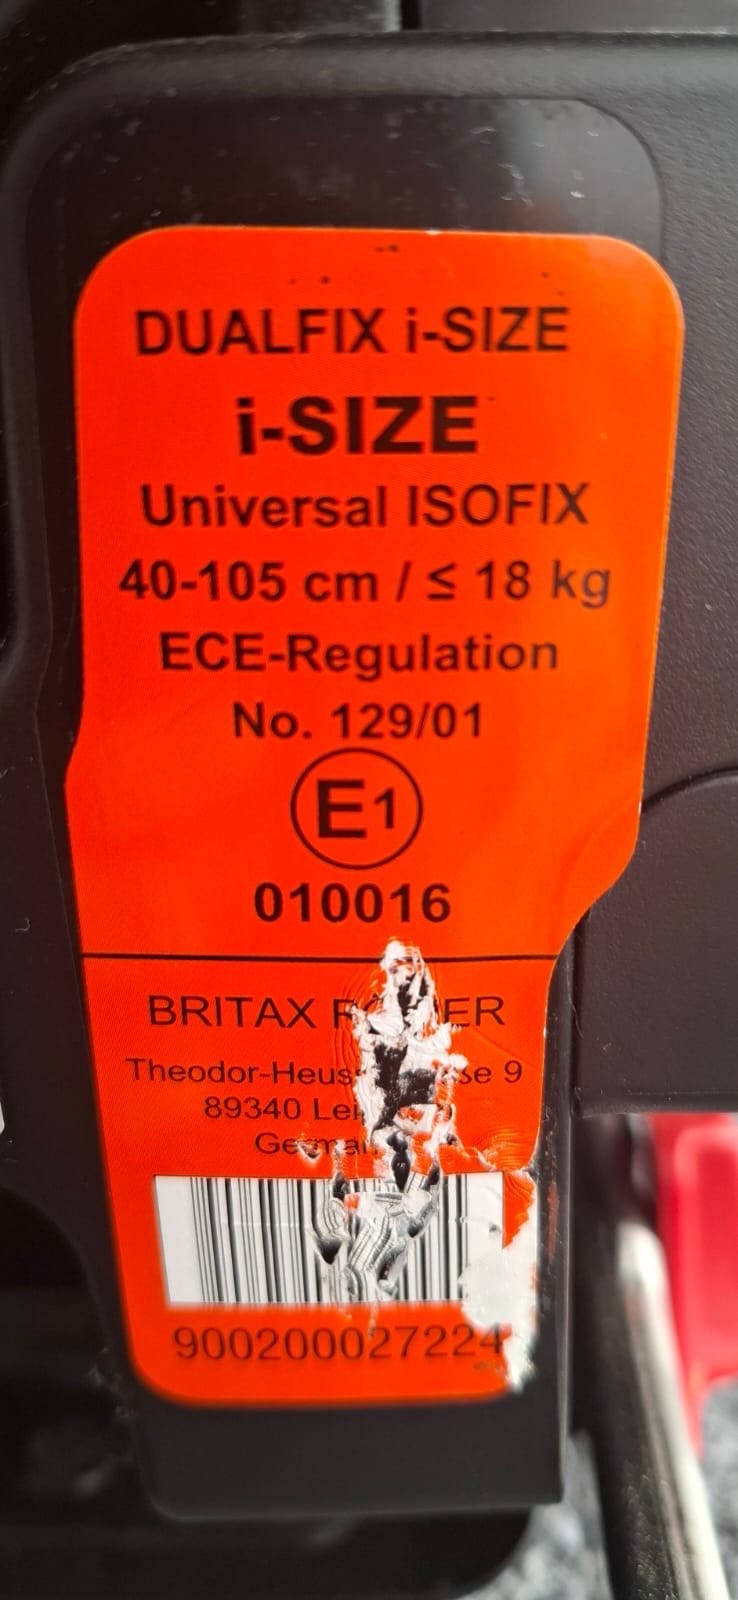 DUALFIX i-SIZE
i-SIZE
Universal ISOFIX
40-105 cm / ≤ 18 kg
ECE-Regulation
No. 129/01
E1
010016
BRITAX
9
89340
900200027224